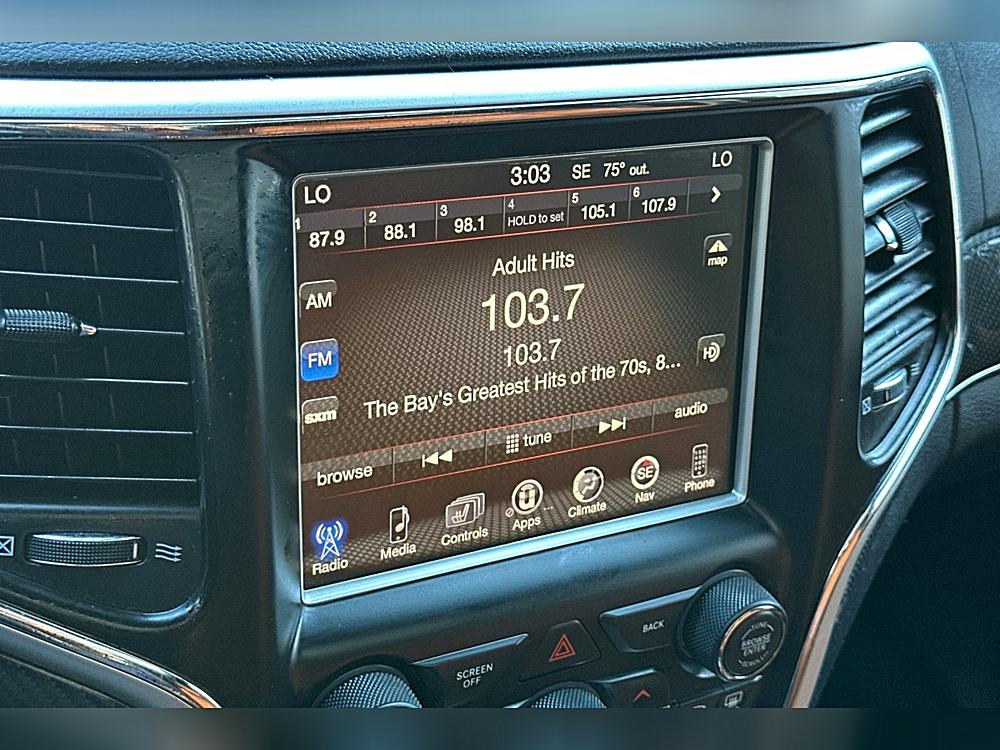 LO 3:03 SE 75° out. LO
1 2 3 4 5 6
87.9 88.1 98.1 HOLD to set 105.1 107.9
Adult Hits
map
AM
103.7
FM
103.7
sxm
The Bay's Greatest Hits of the 70s, 8...
browse tune audio
Radio Media Controls Apps Climate SE Nav Phone
SCREEN
OFF
BACK
TUNE
BROWSE
ENTER
SCROLL